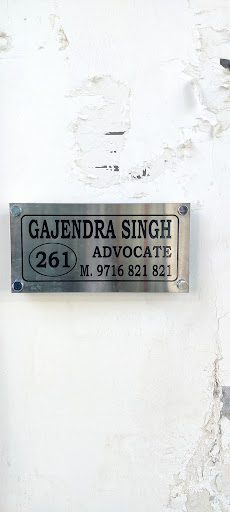 GAJENDRA SINGH
261 ADVOCATE
M. 9716 821 821